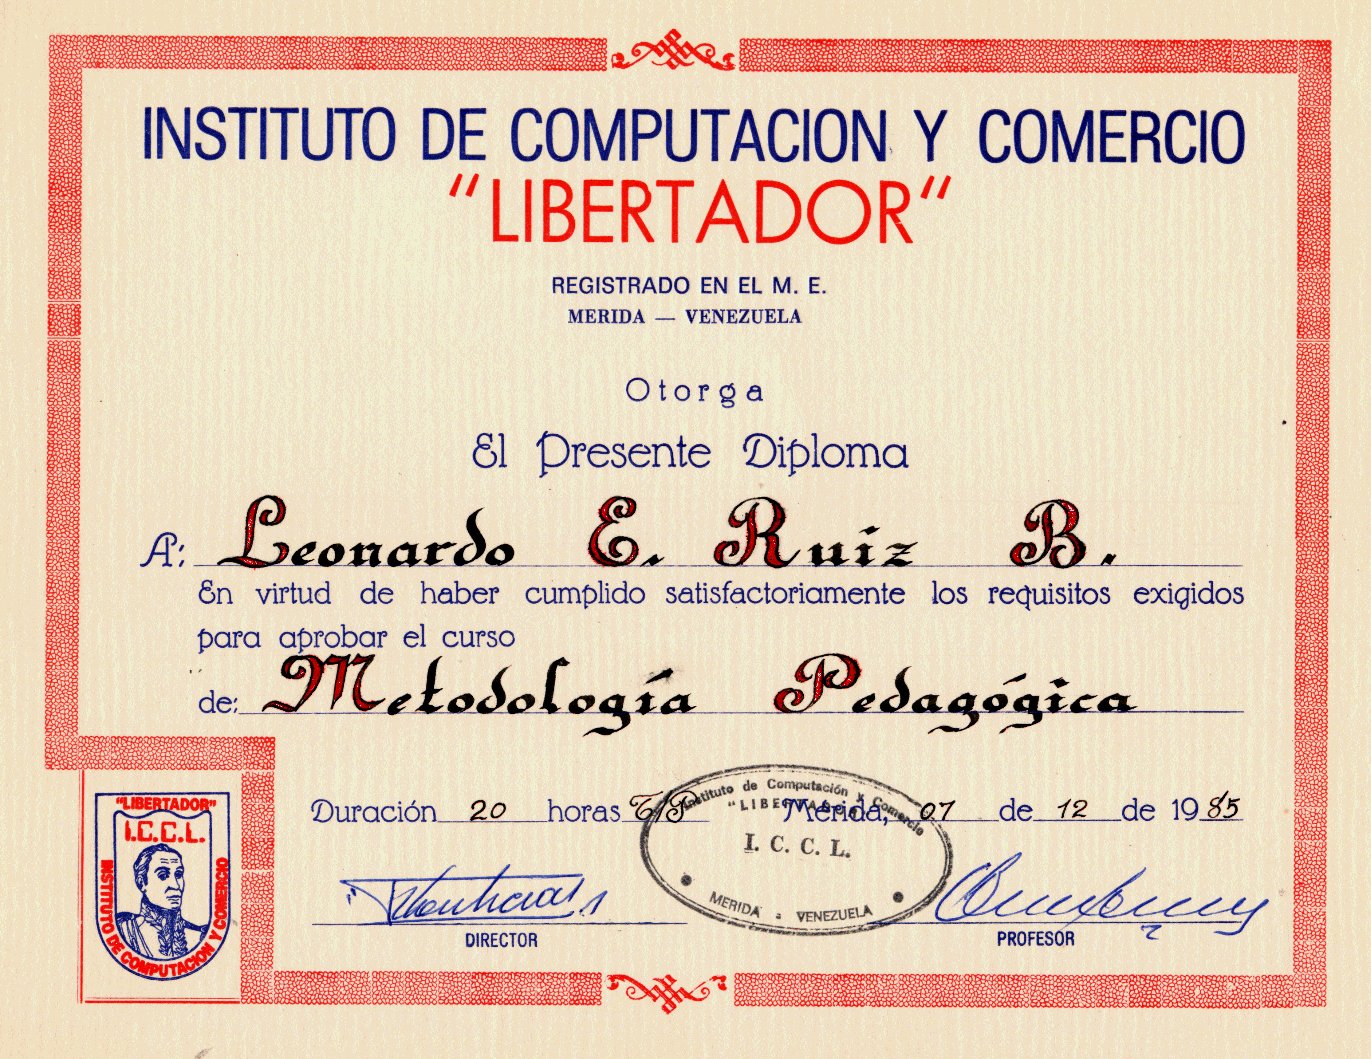 INSTITUTO DE COMPUTACION Y COMERCIO
"LIBERTADOR"
REGISTRADO EN EL M. E.
MERIDA — VENEZUELA
Otorga
El Presente Diploma
A: Leonardo E. Ruíz B.
En virtud de haber cumplido satisfactoriamente los requisitos exigidos
para aprobar el curso
de: Metodología Pedagógica
Duración 20 horas T/P Mérida, 07 de 12 de 1985
Instituto de Computación y Comercio
"LIBERTADOR"
I. C. C. L.
MERIDA - VENEZUELA
DIRECTOR
PROFESOR
"LIBERTADOR"
I.C.C.L.
INSTITUTO DE COMPUTACION Y COMERCIO